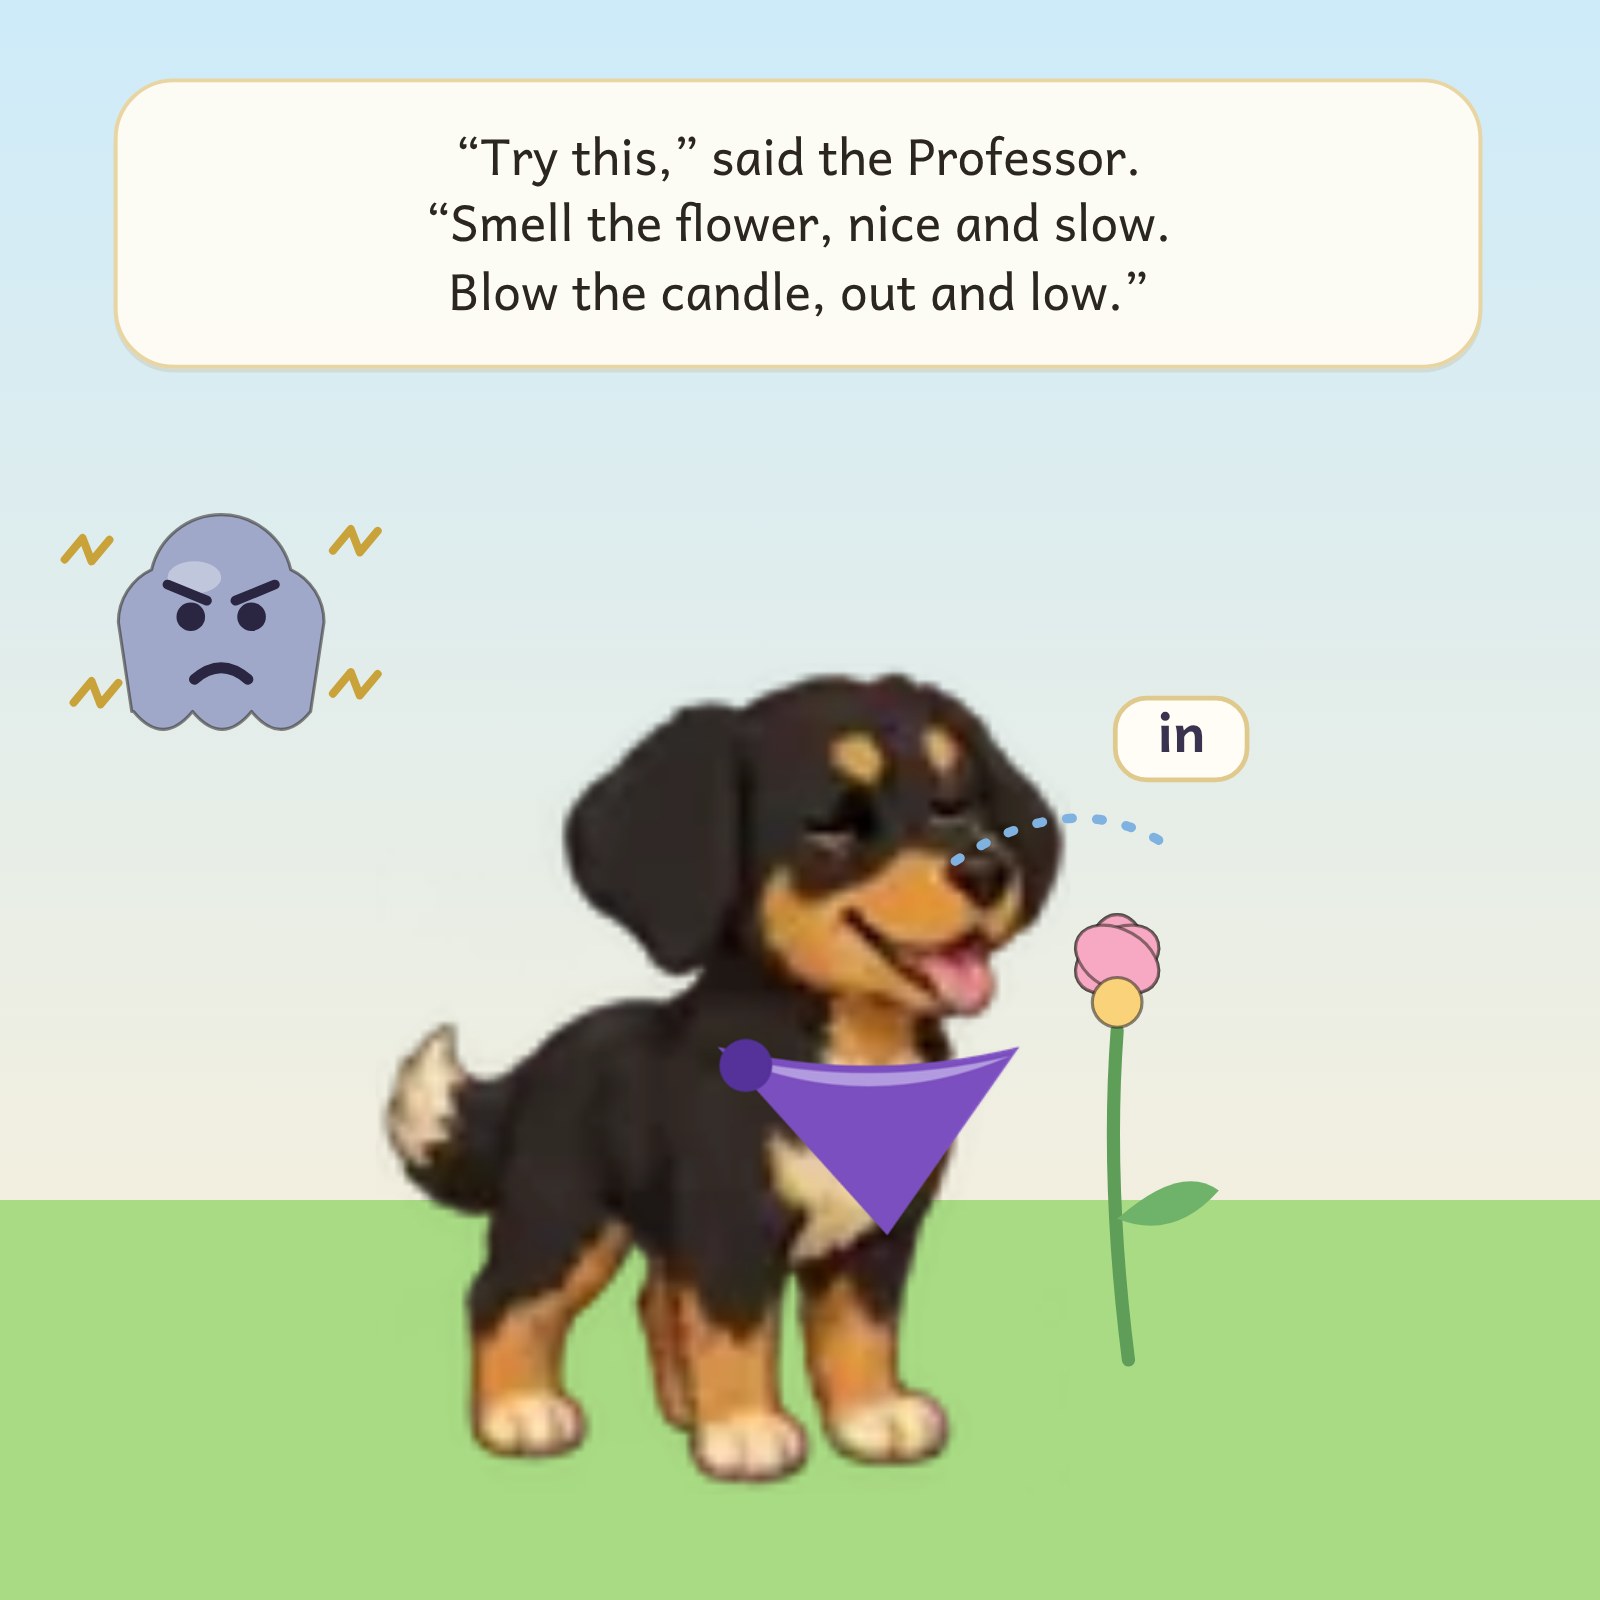 “Try this,” said the Professor.
“Smell the flower, nice and slow.
Blow the candle, out and low.”
in